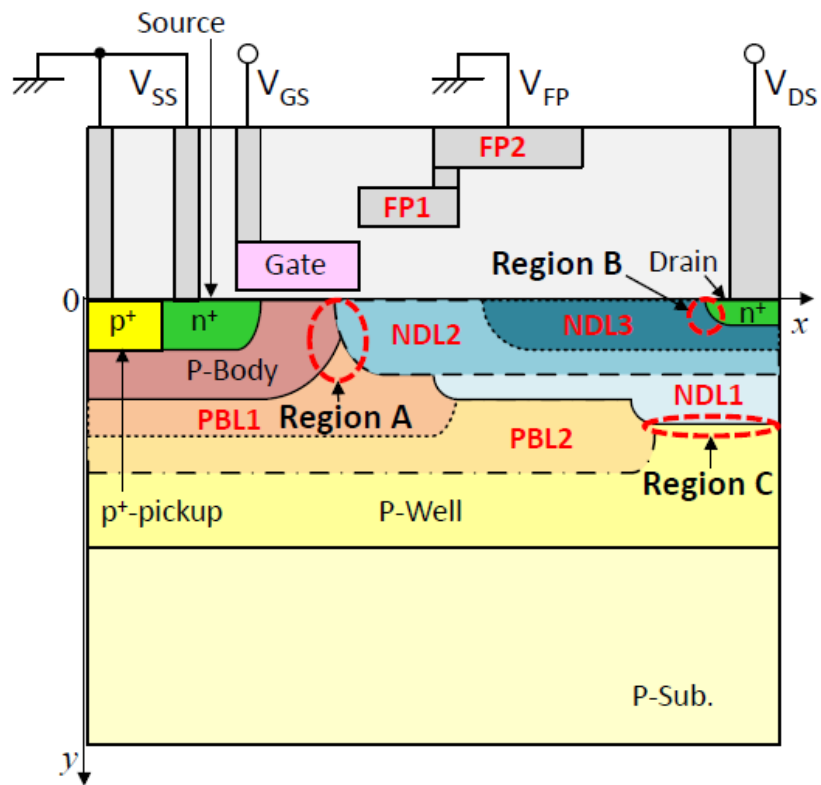 Source
V_SS
V_GS
V_FP
V_DS
FP2
FP1
Gate
Region B
Drain
0
x
p⁺
n⁺
NDL2
NDL3
n⁺
P-Body
NDL1
PBL1
Region A
PBL2
Region C
p⁺-pickup
P-Well
P-Sub.
y